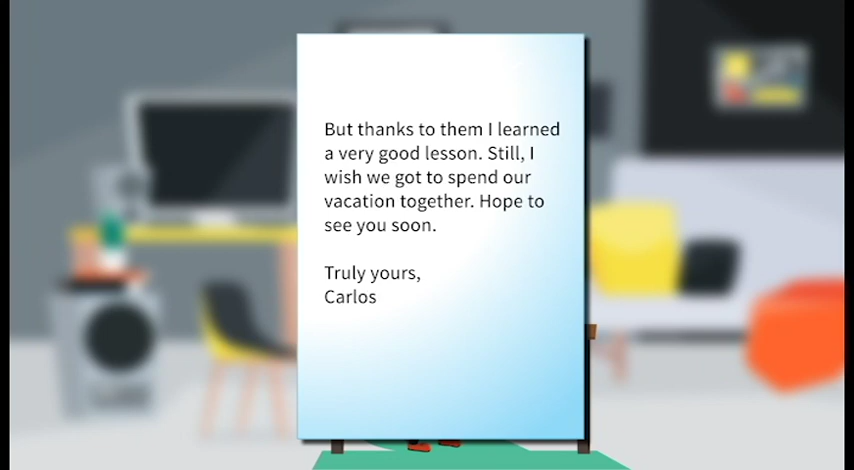 But thanks to them I learned
a very good lesson. Still, I
wish we got to spend our
vacation together. Hope to
see you soon.
Truly yours,
Carlos